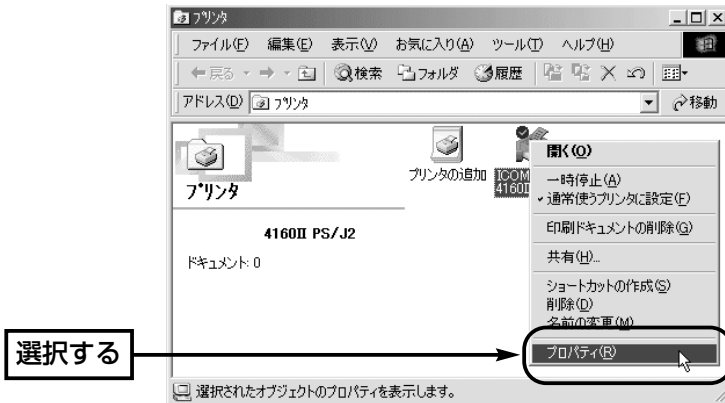 プリンタ
ファイル(F) 編集(E) 表示(V) お気に入り(A) ツール(T) ヘルプ(H)
戻る 検索 フォルダ 履歴
アドレス(D) プリンタ 移動
プリンタ
4160II PS/J2
ドキュメント: 0
プリンタの追加
ICOM
4160II
開く(O)
一時停止(A)
通常使うプリンタに設定(F)
印刷ドキュメントの削除(G)
共有(H)...
ショートカットの作成(S)
削除(D)
名前の変更(M)
プロパティ(R)
選択する
選択されたオブジェクトのプロパティを表示します。